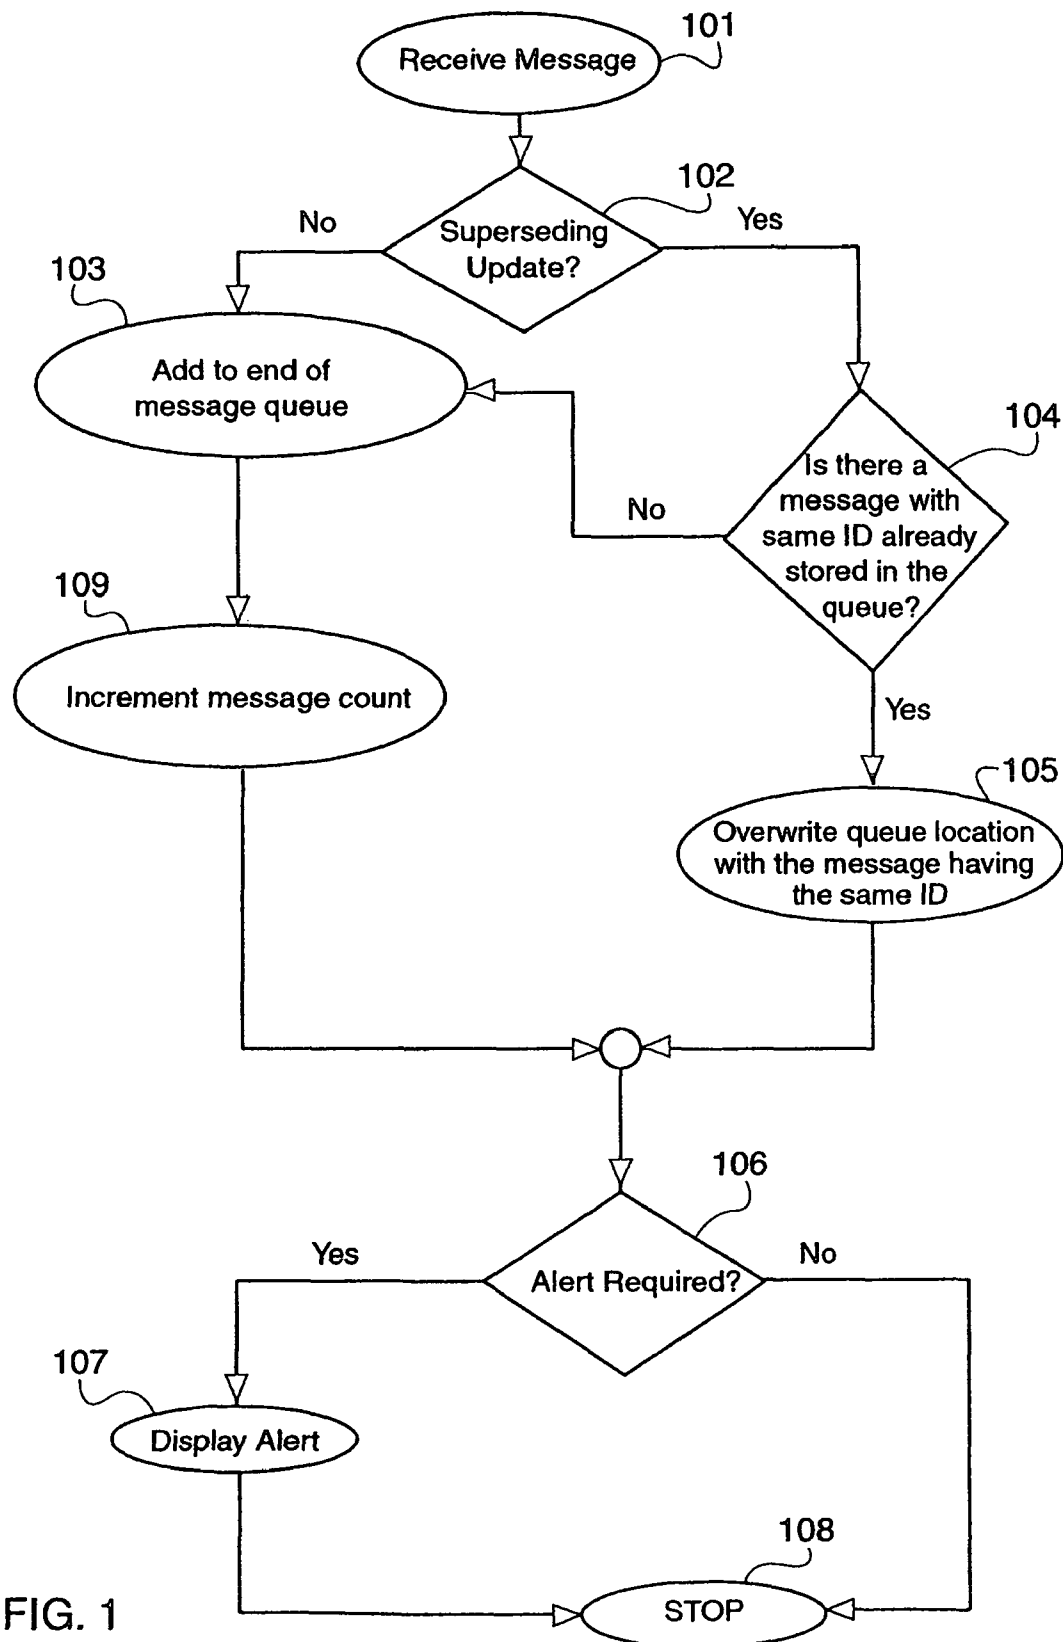 101
Receive Message
102
No
Superseding
Update?
Yes
103
Add to end of
message queue
104
Is there a
message with
same ID already
stored in the
queue?
No
109
Increment message count
Yes
105
Overwrite queue location
with the message having
the same ID
106
Yes
Alert Required?
No
107
Display Alert
108
STOP
FIG. 1